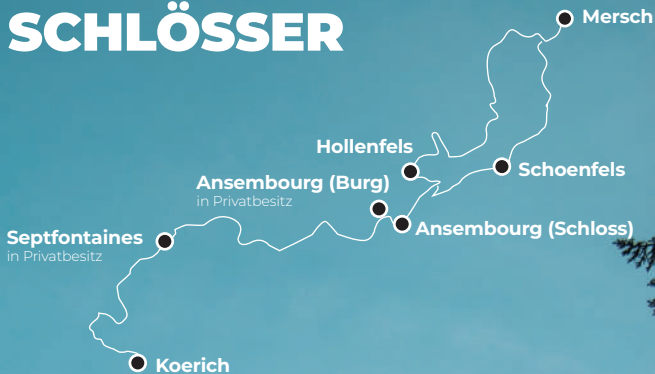 SCHLÖSSER
Mersch
Hollenfels
Schoenfels
Ansembourg (Burg)
in Privatbesitz
Ansembourg (Schloss)
Septfontaines
in Privatbesitz
Koerich